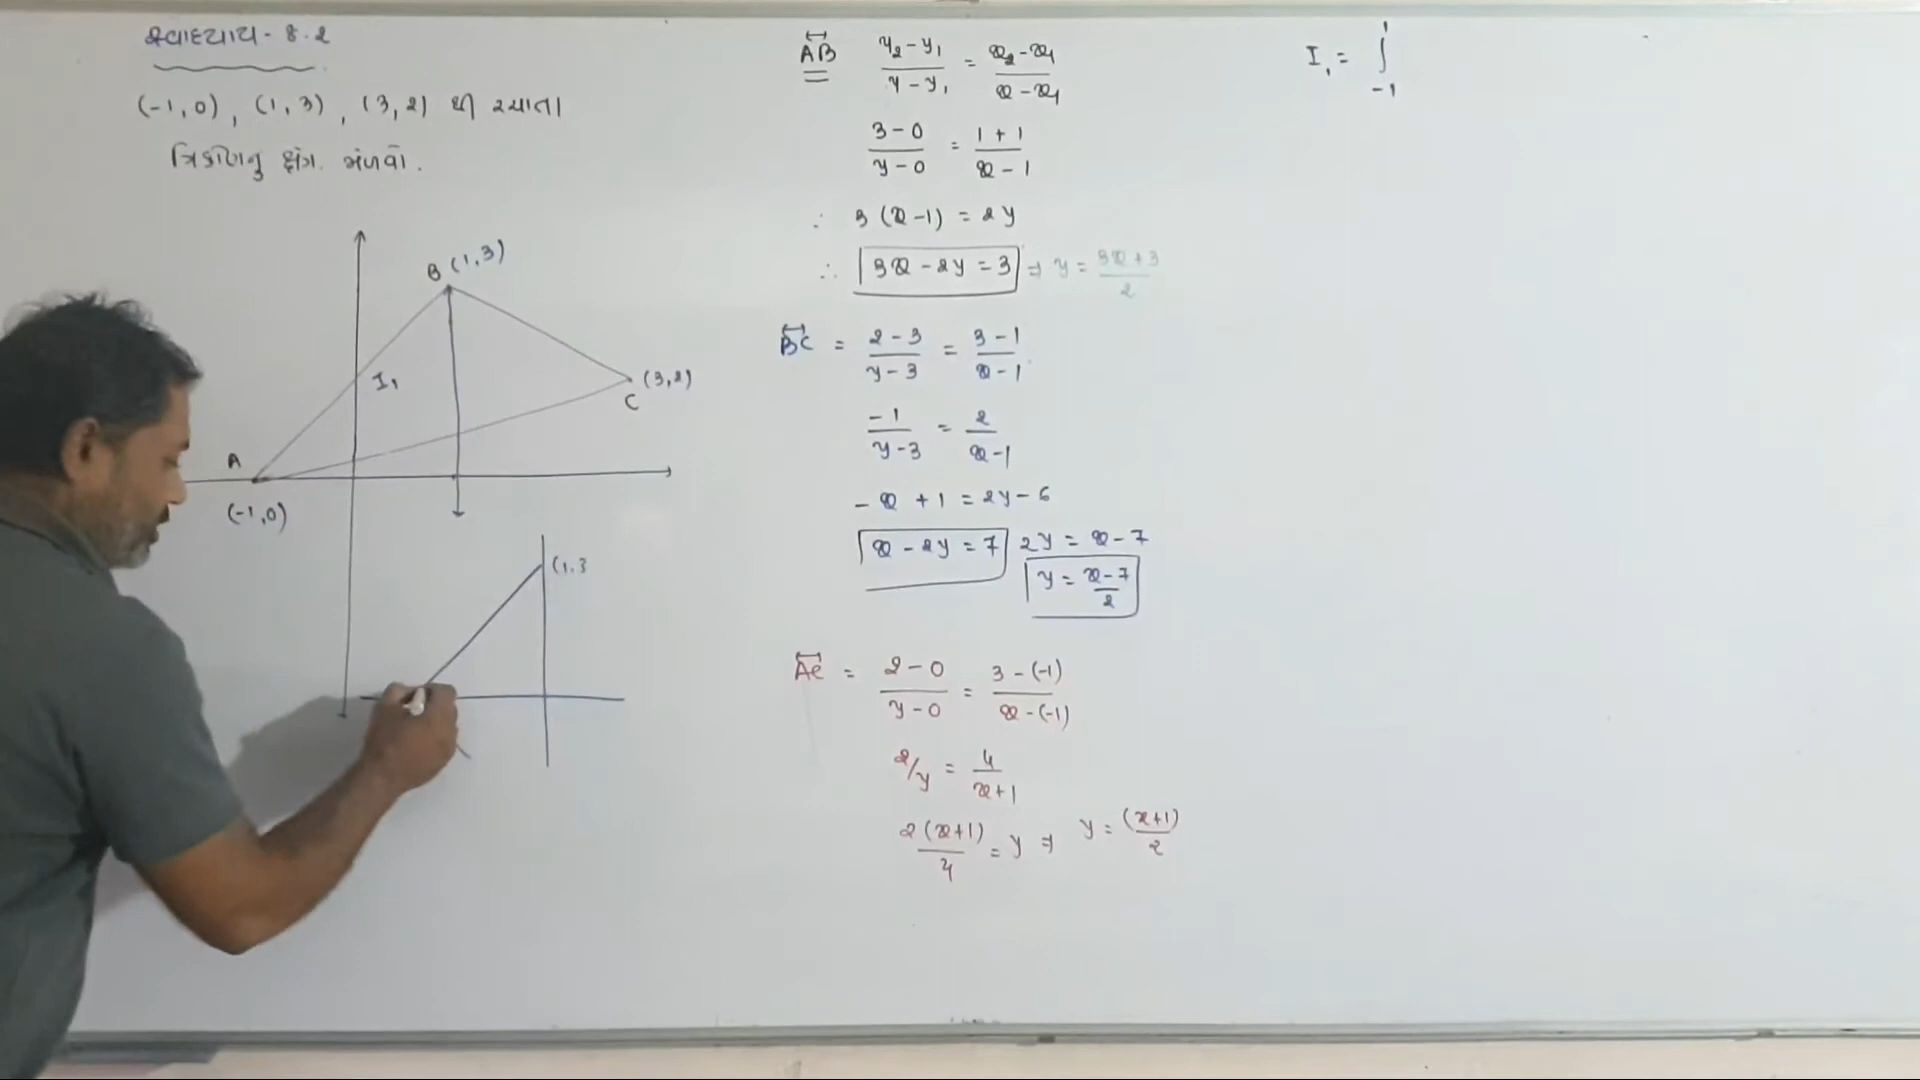 સ્વાધ્યાય - 8.2
(-1,0), (1,3), (3,2) થી રચાતા
ત્રિકોણનુ ક્ષેત્ર. મેળવો.
B (1,3)
I₁
(3,2)
C
A
(-1,0)
(1,3
AB (y₂-y₁)/(y-y₁) = (x₂-x₁)/(x-x₁)
(3-0)/(y-0) = (1+1)/(x-1)
∴ 3(x-1) = 2y
∴ 3x-2y=3 ⇒ y = (3x+3)/2
BC = (2-3)/(y-3) = (3-1)/(x-1)
-1/(y-3) = 2/(x-1)
-x+1 = 2y-6
x-2y=7 2y = x-7
y = (x-7)/2
AC = (2-0)/(y-0) = (3-(-1))/(x-(-1))
2/y = 4/(x+1)
2(x+1)/4 = y ⇒ y = (x+1)/2
I₁ = ∫₋₁¹